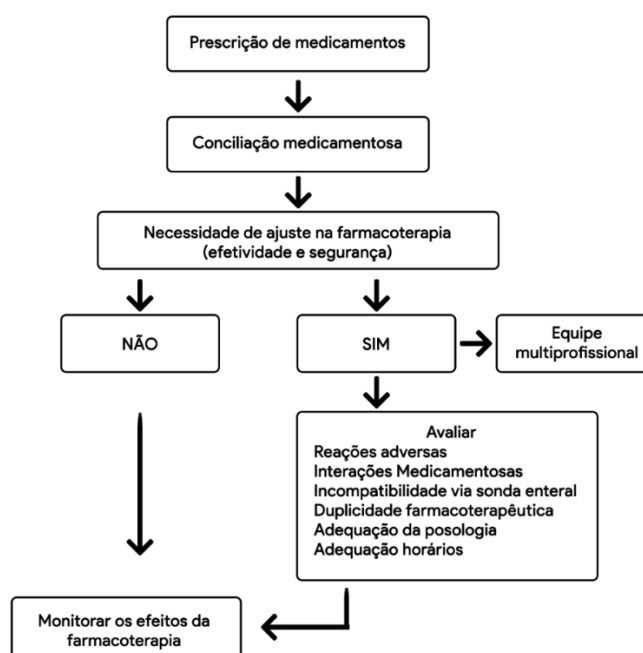 Prescrição de medicamentos
Conciliação medicamentosa
Necessidade de ajuste na farmacoterapia
(efetividade e segurança)
NÃO
SIM
Equipe
multiprofissional
Avaliar
Reações adversas
Interações Medicamentosas
Incompatibilidade via sonda enteral
Duplicidade farmacoterapêutica
Adequação da posologia
Adequação horários
Monitorar os efeitos da
farmacoterapia